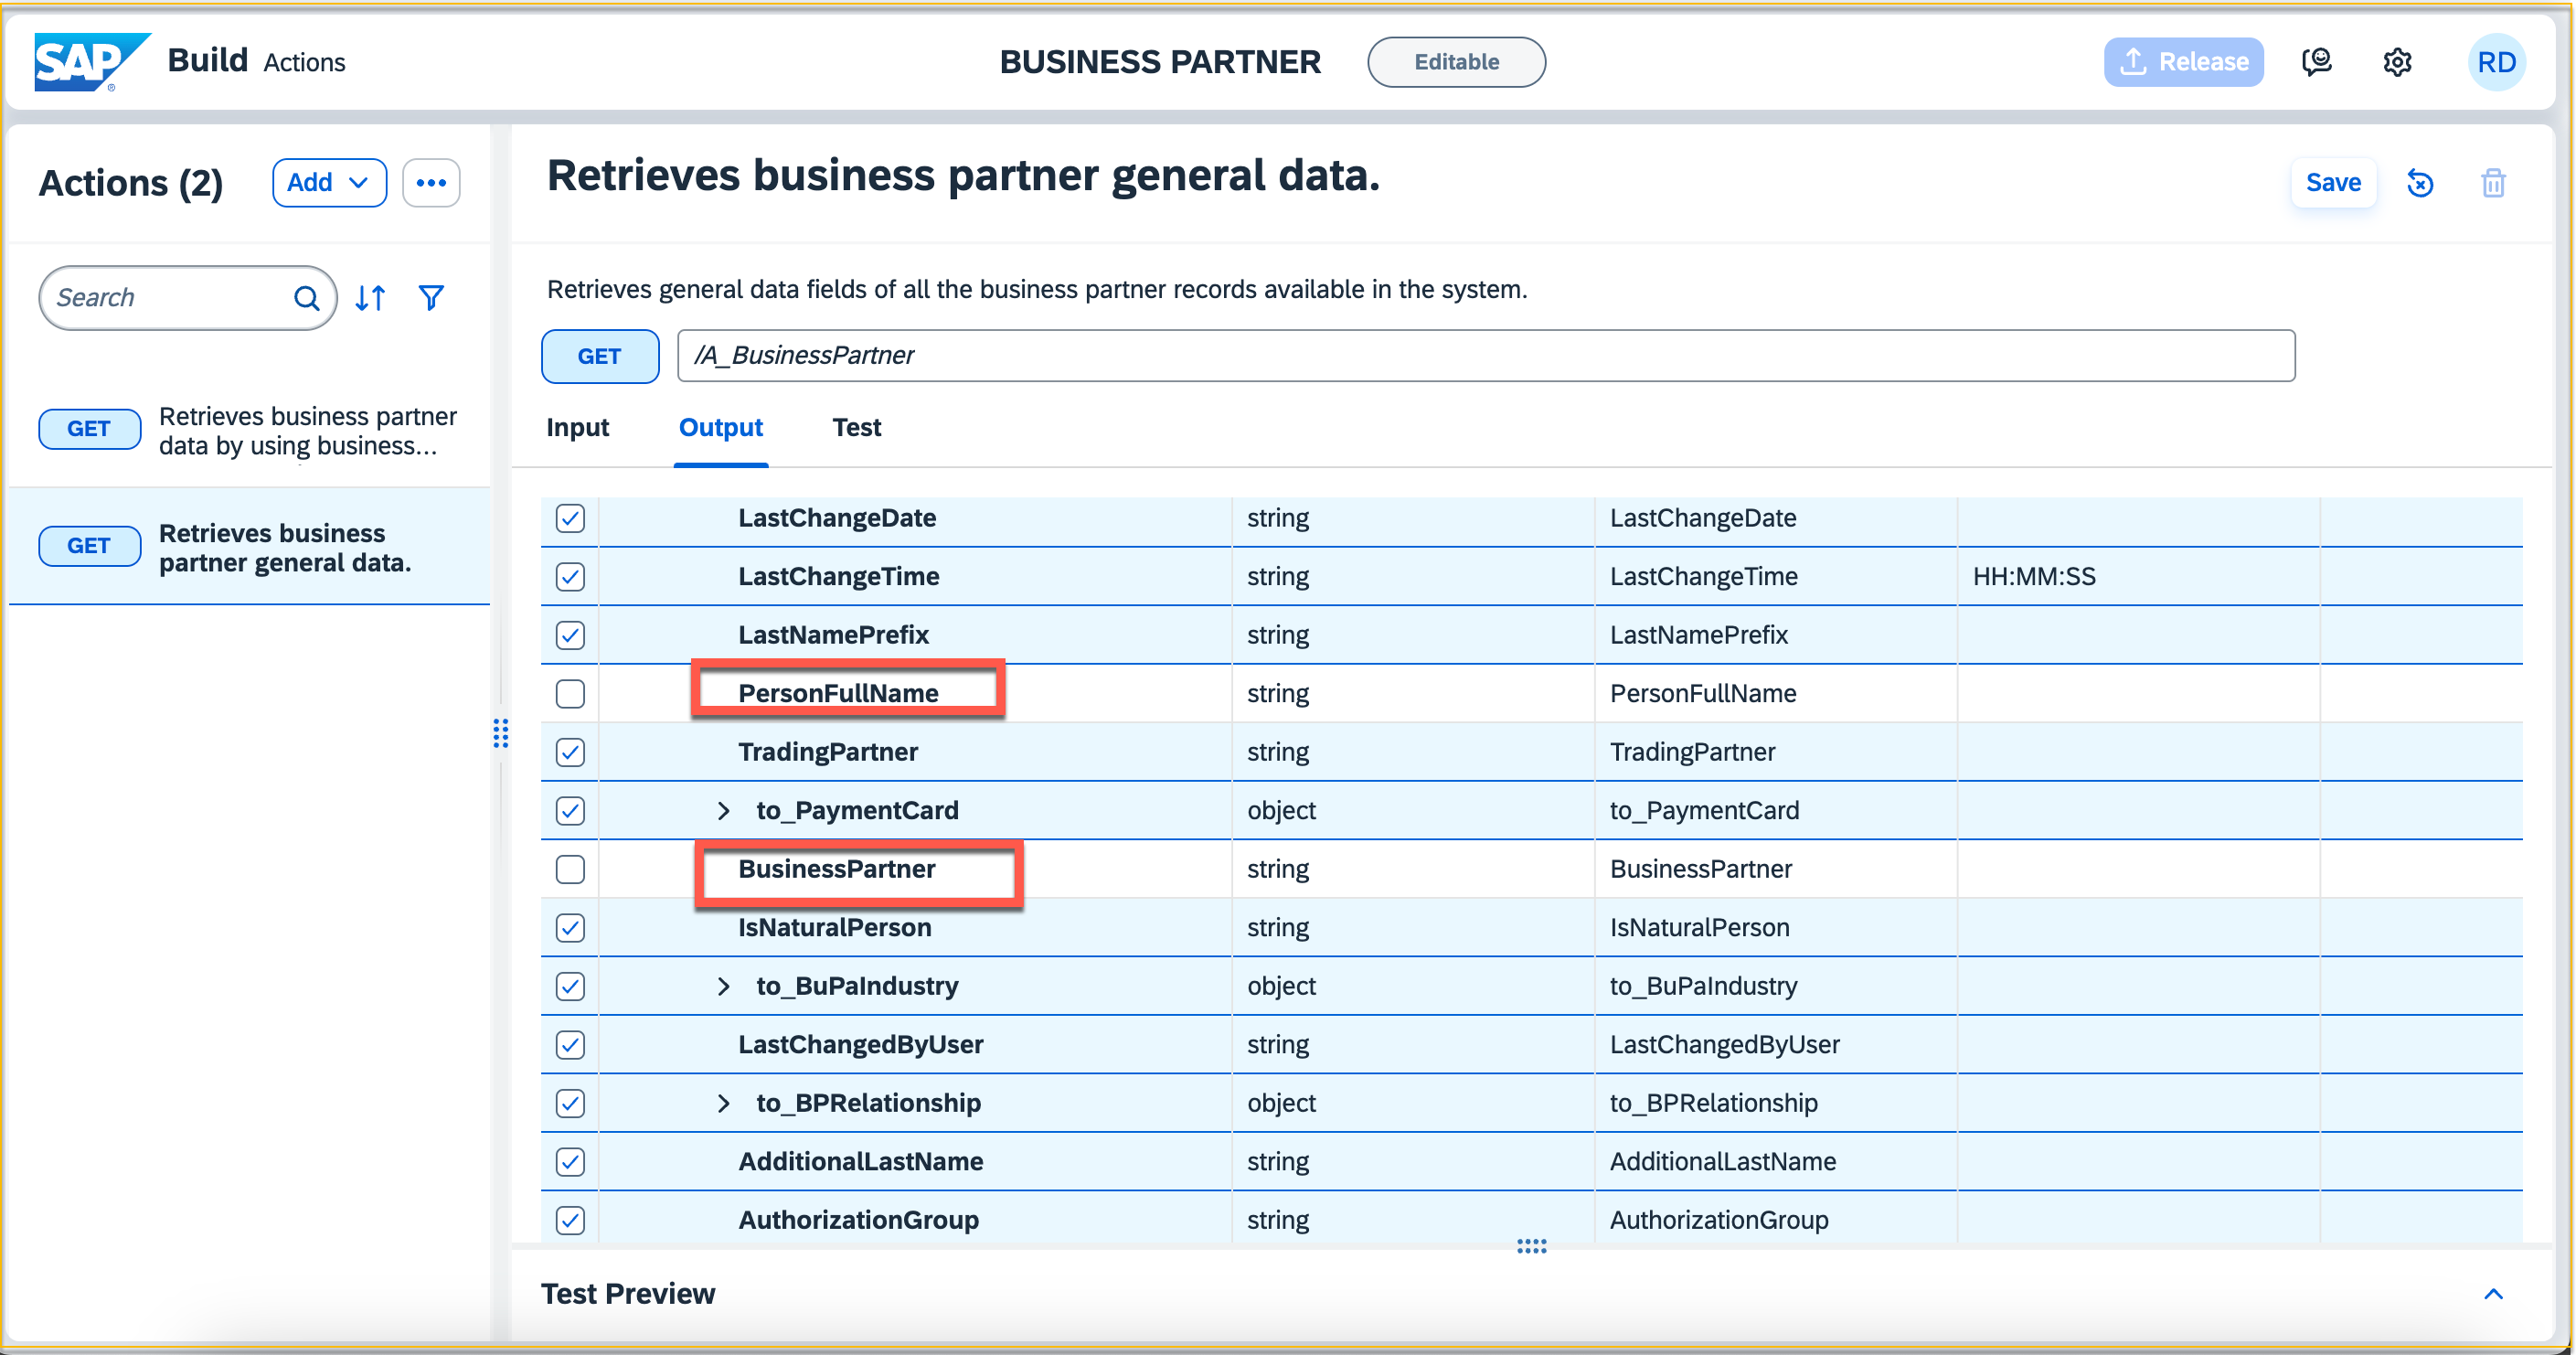 SAP
®
Build Actions
BUSINESS PARTNER
Editable
Release
RD
Actions (2)
Add
Search
GET
Retrieves business partner
data by using business...
GET
Retrieves business
partner general data.
Retrieves business partner general data.
Save
Retrieves general data fields of all the business partner records available in the system.
GET /A_BusinessPartner
Input Output Test
LastChangeDate string LastChangeDate
LastChangeTime string LastChangeTime HH:MM:SS
LastNamePrefix string LastNamePrefix
PersonFullName string PersonFullName
TradingPartner string TradingPartner
to_PaymentCard object to_PaymentCard
BusinessPartner string BusinessPartner
IsNaturalPerson string IsNaturalPerson
to_BuPaIndustry object to_BuPaIndustry
LastChangedByUser string LastChangedByUser
to_BPRelationship object to_BPRelationship
AdditionalLastName string AdditionalLastName
AuthorizationGroup string AuthorizationGroup
Test Preview